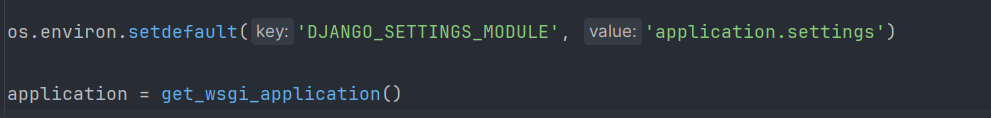 os.environ.setdefault( key: 'DJANGO_SETTINGS_MODULE', value: 'application.settings')
application = get_wsgi_application()